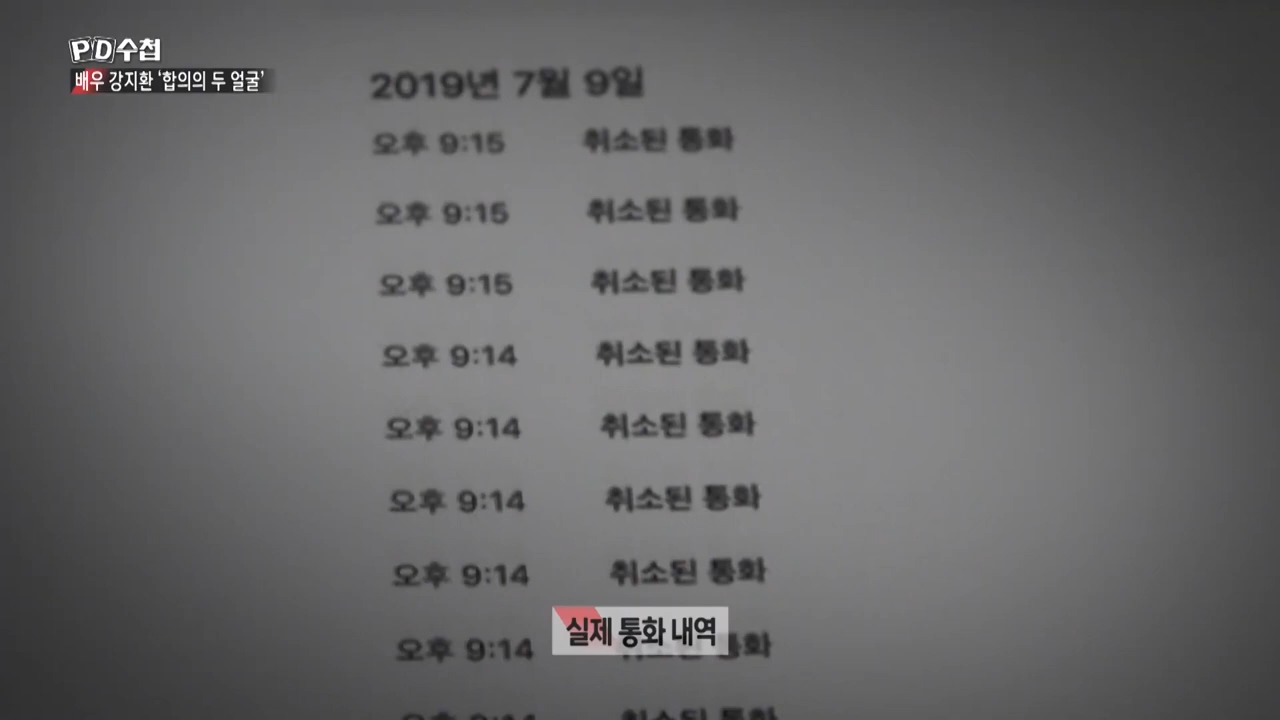 PD수첩
배우 강지환 '합의의 두 얼굴'
2019년 7월 9일
오후 9:15 취소된 통화
오후 9:15 취소된 통화
오후 9:15 취소된 통화
오후 9:14 취소된 통화
오후 9:14 취소된 통화
오후 9:14 취소된 통화
오후 9:14 취소된 통화
실제 통화 내역
오후 9:14 통화